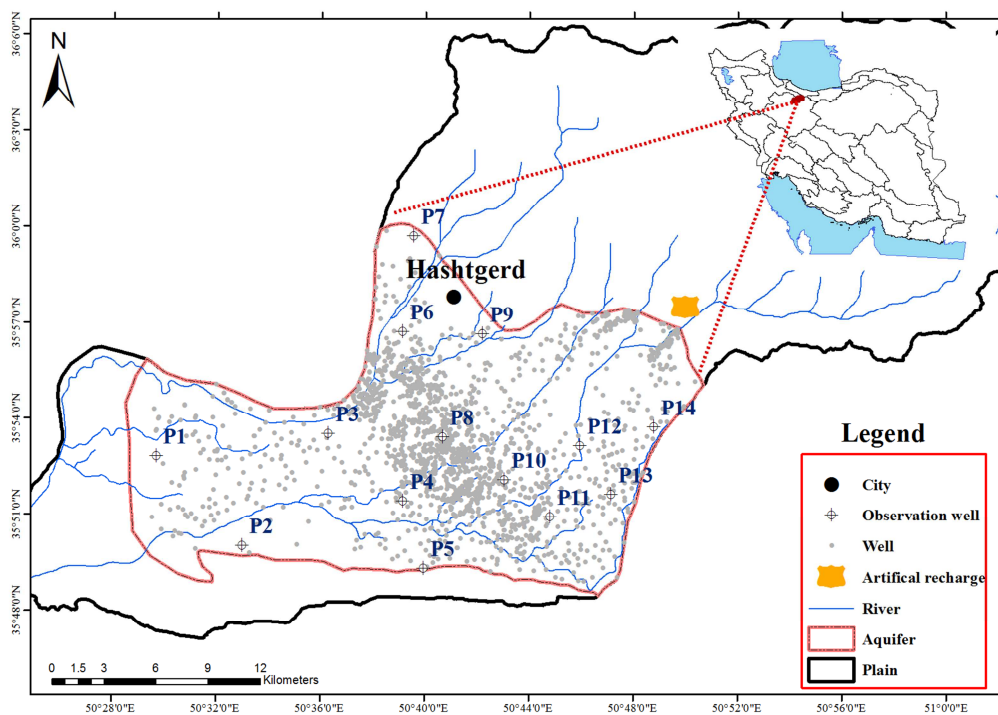 N
36°6'0"N
36°3'0"N
36°0'0"N
35°57'0"N
35°54'0"N
35°51'0"N
35°48'0"N
P7
Hashtgerd
P6
P9
P3
P1
P8
P12
P14
P10
P4
P13
P11
P2
P5
Legend
City
Observation well
Well
Artifical recharge
River
Aquifer
Plain
0 1.5 3 6 9 12
Kilometers
50°28'0"E
50°32'0"E
50°36'0"E
50°40'0"E
50°44'0"E
50°48'0"E
50°52'0"E
50°56'0"E
51°0'0"E